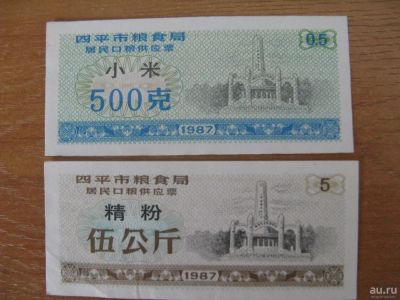 四平市粮食局
居民口粮供应票
0.5
小米
500克
1987
四平市粮食局
居民口粮供应票
5
精粉
伍公斤
1987
au.ru